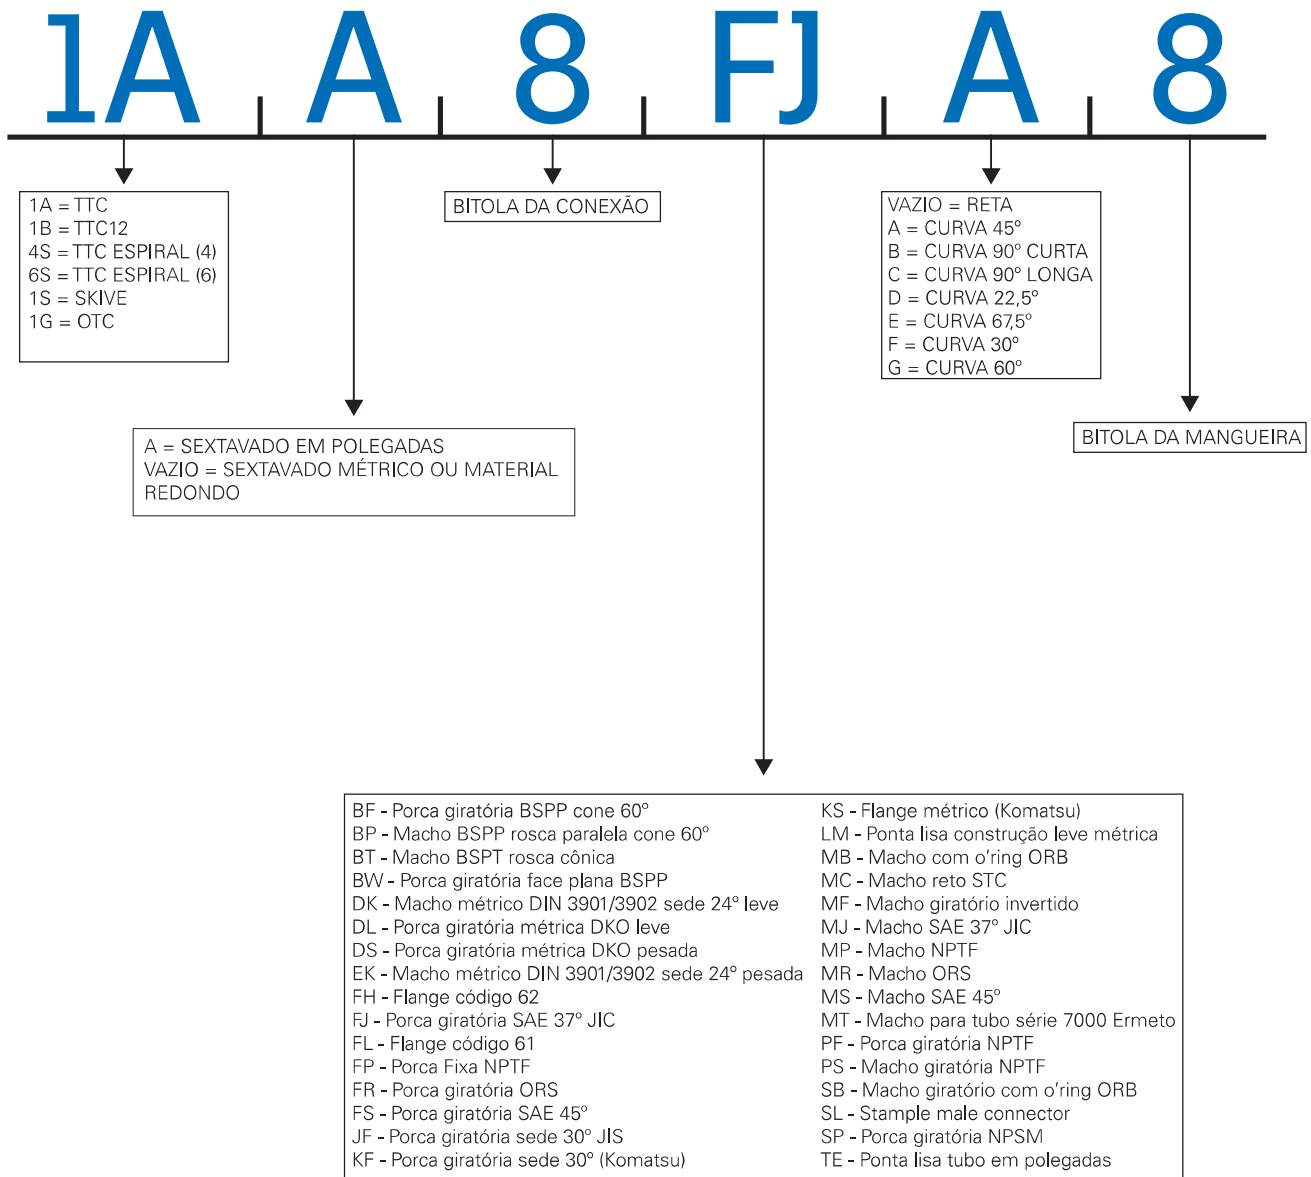 1A A 8 FJ A 8
1A = TTC
1B = TTC12
4S = TTC ESPIRAL (4)
6S = TTC ESPIRAL (6)
1S = SKIVE
1G = OTC
BITOLA DA CONEXÃO
VAZIO = RETA
A = CURVA 45º
B = CURVA 90º CURTA
C = CURVA 90º LONGA
D = CURVA 22,5º
E = CURVA 67,5º
F = CURVA 30º
G = CURVA 60º
A = SEXTAVADO EM POLEGADAS
VAZIO = SEXTAVADO MÉTRICO OU MATERIAL
REDONDO
BITOLA DA MANGUEIRA
BF - Porca giratória BSPP cone 60º
BP - Macho BSPP rosca paralela cone 60º
BT - Macho BSPT rosca cônica
BW - Porca giratória face plana BSPP
DK - Macho métrico DIN 3901/3902 sede 24º leve
DL - Porca giratória métrica DKO leve
DS - Porca giratória métrica DKO pesada
EK - Macho métrico DIN 3901/3902 sede 24º pesada
FH - Flange código 62
FJ - Porca giratória SAE 37º JIC
FL - Flange código 61
FP - Porca Fixa NPTF
FR - Porca giratória ORS
FS - Porca giratória SAE 45º
JF - Porca giratória sede 30º JIS
KF - Porca giratória sede 30º (Komatsu)
KS - Flange métrico (Komatsu)
LM - Ponta lisa construção leve métrica
MB - Macho com o'ring ORB
MC - Macho reto STC
MF - Macho giratório invertido
MJ - Macho SAE 37º JIC
MP - Macho NPTF
MR - Macho ORS
MS - Macho SAE 45º
MT - Macho para tubo série 7000 Ermeto
PF - Porca giratória NPTF
PS - Macho giratória NPTF
SB - Macho giratório com o'ring ORB
SL - Stample male connector
SP - Porca giratória NPSM
TE - Ponta lisa tubo em polegadas